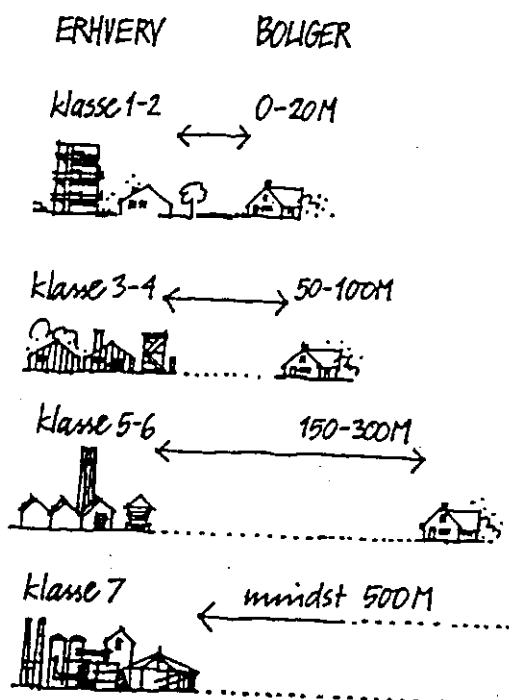 ERHVERV BOLIGER
klasse 1-2 0-20M
klasse 3-4 50-100M
klasse 5-6 150-300M
klasse 7 mindst 500M